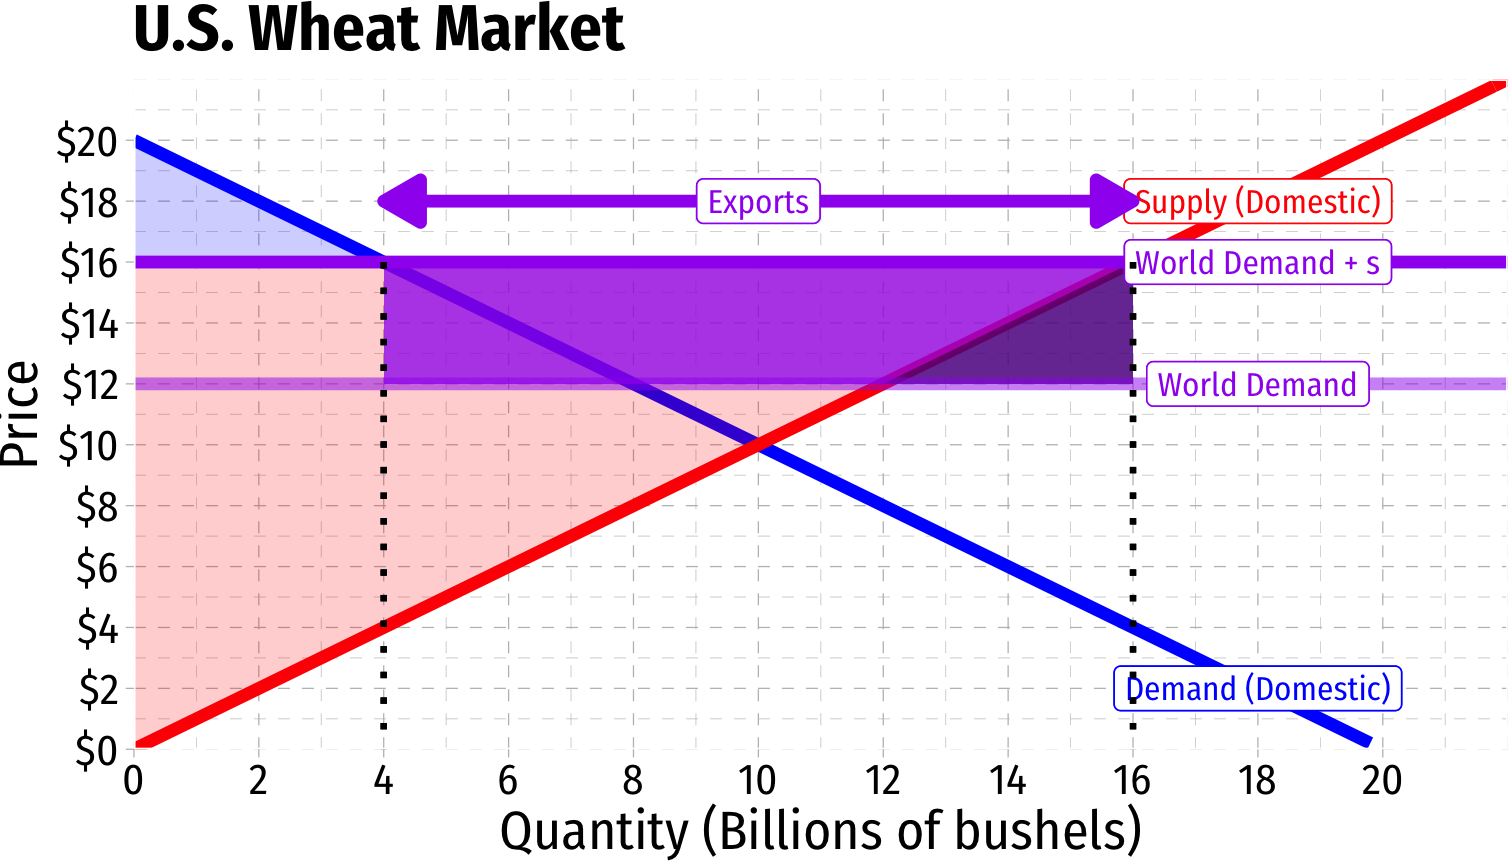 U.S. Wheat Market
$20
$18
$16
$14
$12
$10
$8
$6
$4
$2
$0
Price
Exports
Supply (Domestic)
World Demand + s
World Demand
Demand (Domestic)
0 2 4 6 8 10 12 14 16 18 20
Quantity (Billions of bushels)